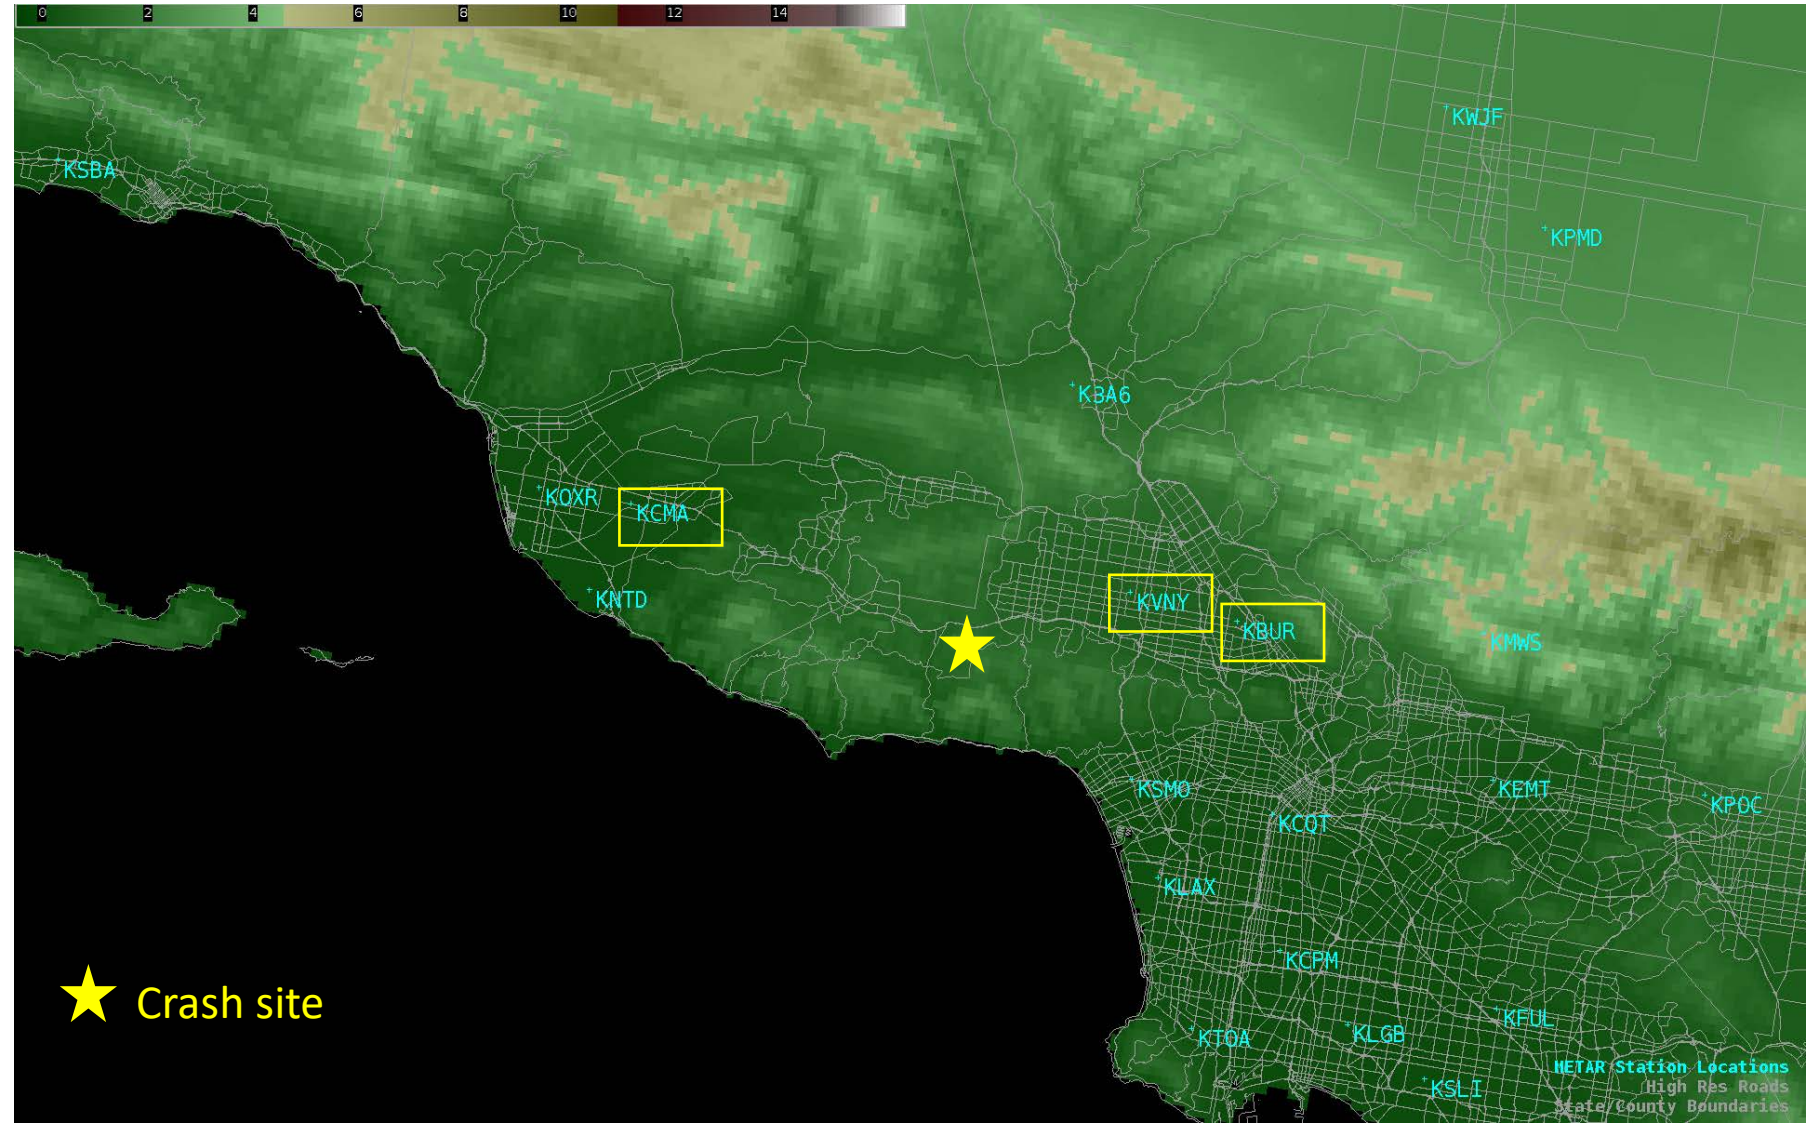 0 2 4 6 8 10 12 14
KWJF
KSBA
KPMD
K3A6
KOXR
KCMA
KNTD
KVNY
KBUR
KMWS
KSMO
KEMT
KPOC
KCQT
KLAX
KCPM
Crash site
KFUL
KTOA
KLGB
KSLI
METAR Station Locations
High Res Roads
State/County Boundaries